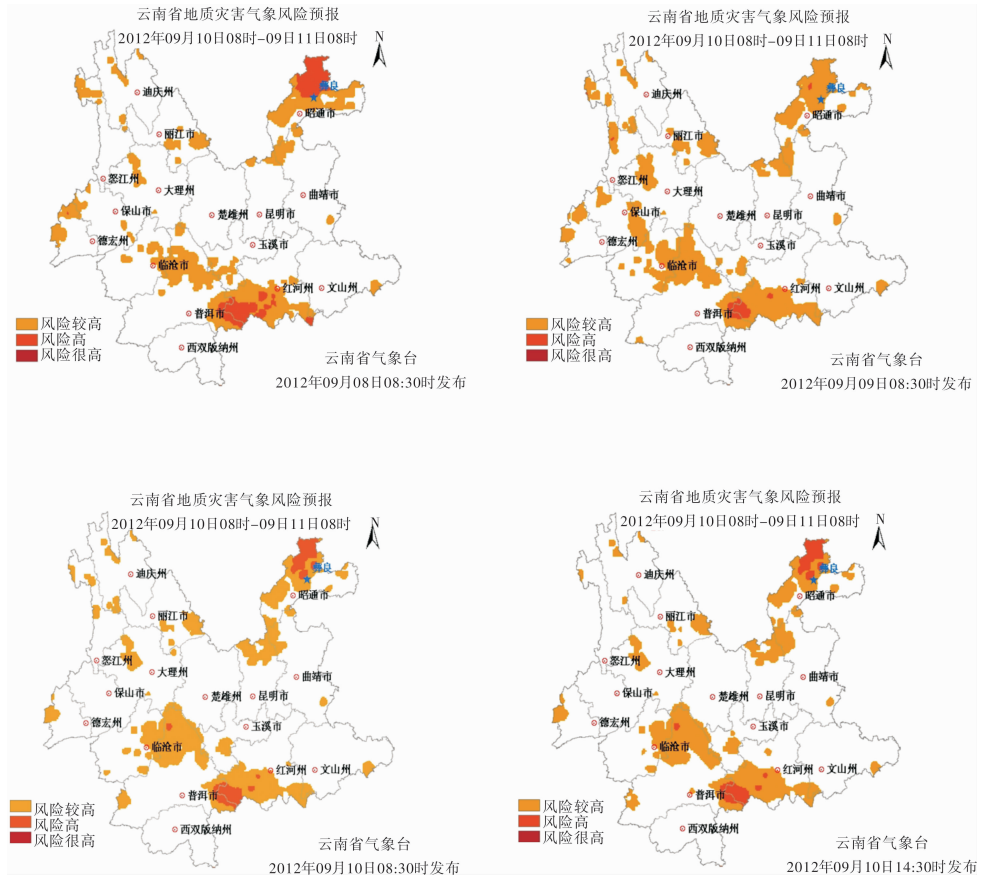 云南省地质灾害气象风险预报
2012年09月10日08时–09日11日08时
N
彝良
迪庆州
昭通市
丽江市
怒江州
大理州
曲靖市
保山市
楚雄州
昆明市
德宏州
玉溪市
临沧市
红河州
文山州
普洱市
西双版纳州
风险较高
风险高
风险很高
云南省气象台
2012年09月08日08:30时发布
云南省地质灾害气象风险预报
2012年09月10日08时–09日11日08时
N
彝良
迪庆州
昭通市
丽江市
怒江州
大理州
曲靖市
保山市
楚雄州
昆明市
德宏州
玉溪市
临沧市
红河州
文山州
普洱市
西双版纳州
风险较高
风险高
风险很高
云南省气象台
2012年09月09日08:30时发布
云南省地质灾害气象风险预报
2012年09月10日08时–09日11日08时
N
彝良
迪庆州
昭通市
丽江市
怒江州
大理州
曲靖市
保山市
楚雄州
昆明市
德宏州
玉溪市
临沧市
红河州
文山州
普洱市
西双版纳州
风险较高
风险高
风险很高
云南省气象台
2012年09月10日08:30时发布
云南省地质灾害气象风险预报
2012年09月10日08时–09日11日08时
N
彝良
迪庆州
昭通市
丽江市
怒江州
大理州
曲靖市
保山市
楚雄州
昆明市
德宏州
玉溪市
临沧市
红河州
文山州
普洱市
西双版纳州
风险较高
风险高
风险很高
云南省气象台
2012年09月10日14:30时发布